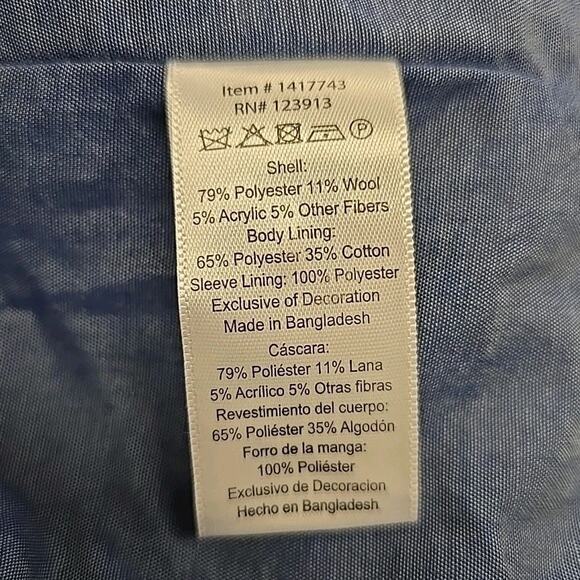 Item # 1417743
RN# 123913
P
Shell:
79% Polyester 11% Wool
5% Acrylic 5% Other Fibers
Body Lining:
65% Polyester 35% Cotton
Sleeve Lining: 100% Polyester
Exclusive of Decoration
Made in Bangladesh
Cáscara:
79% Poliéster 11% Lana
5% Acrílico 5% Otras fibras
Revestimiento del cuerpo:
65% Poliéster 35% Algodón
Forro de la manga:
100% Poliéster
Exclusivo de Decoracion
Hecho en Bangladesh